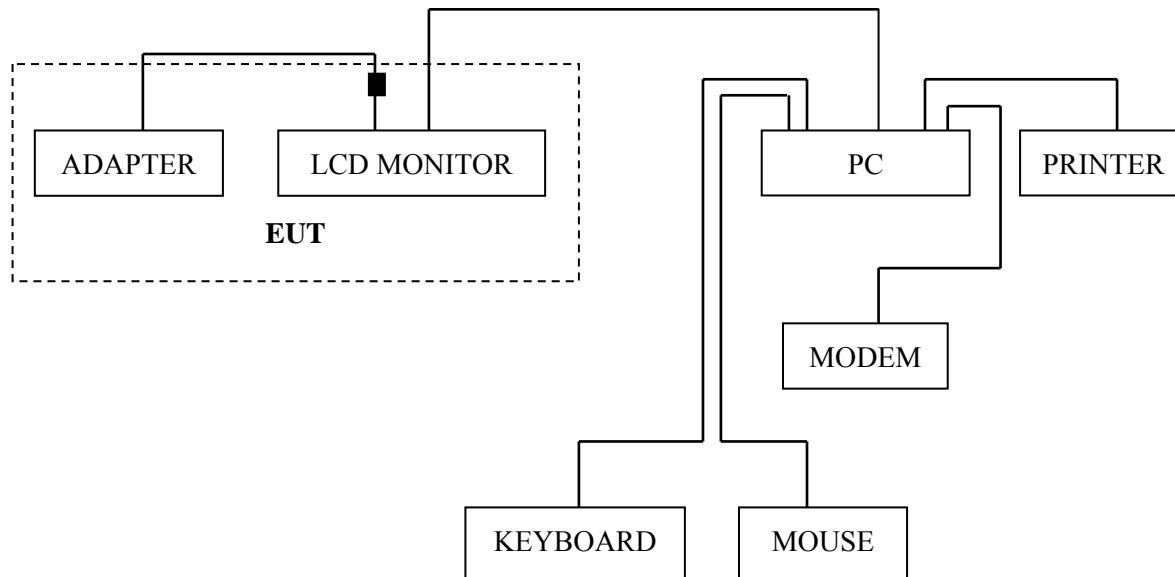 ADAPTER
LCD MONITOR
PC
PRINTER
EUT
MODEM
KEYBOARD
MOUSE